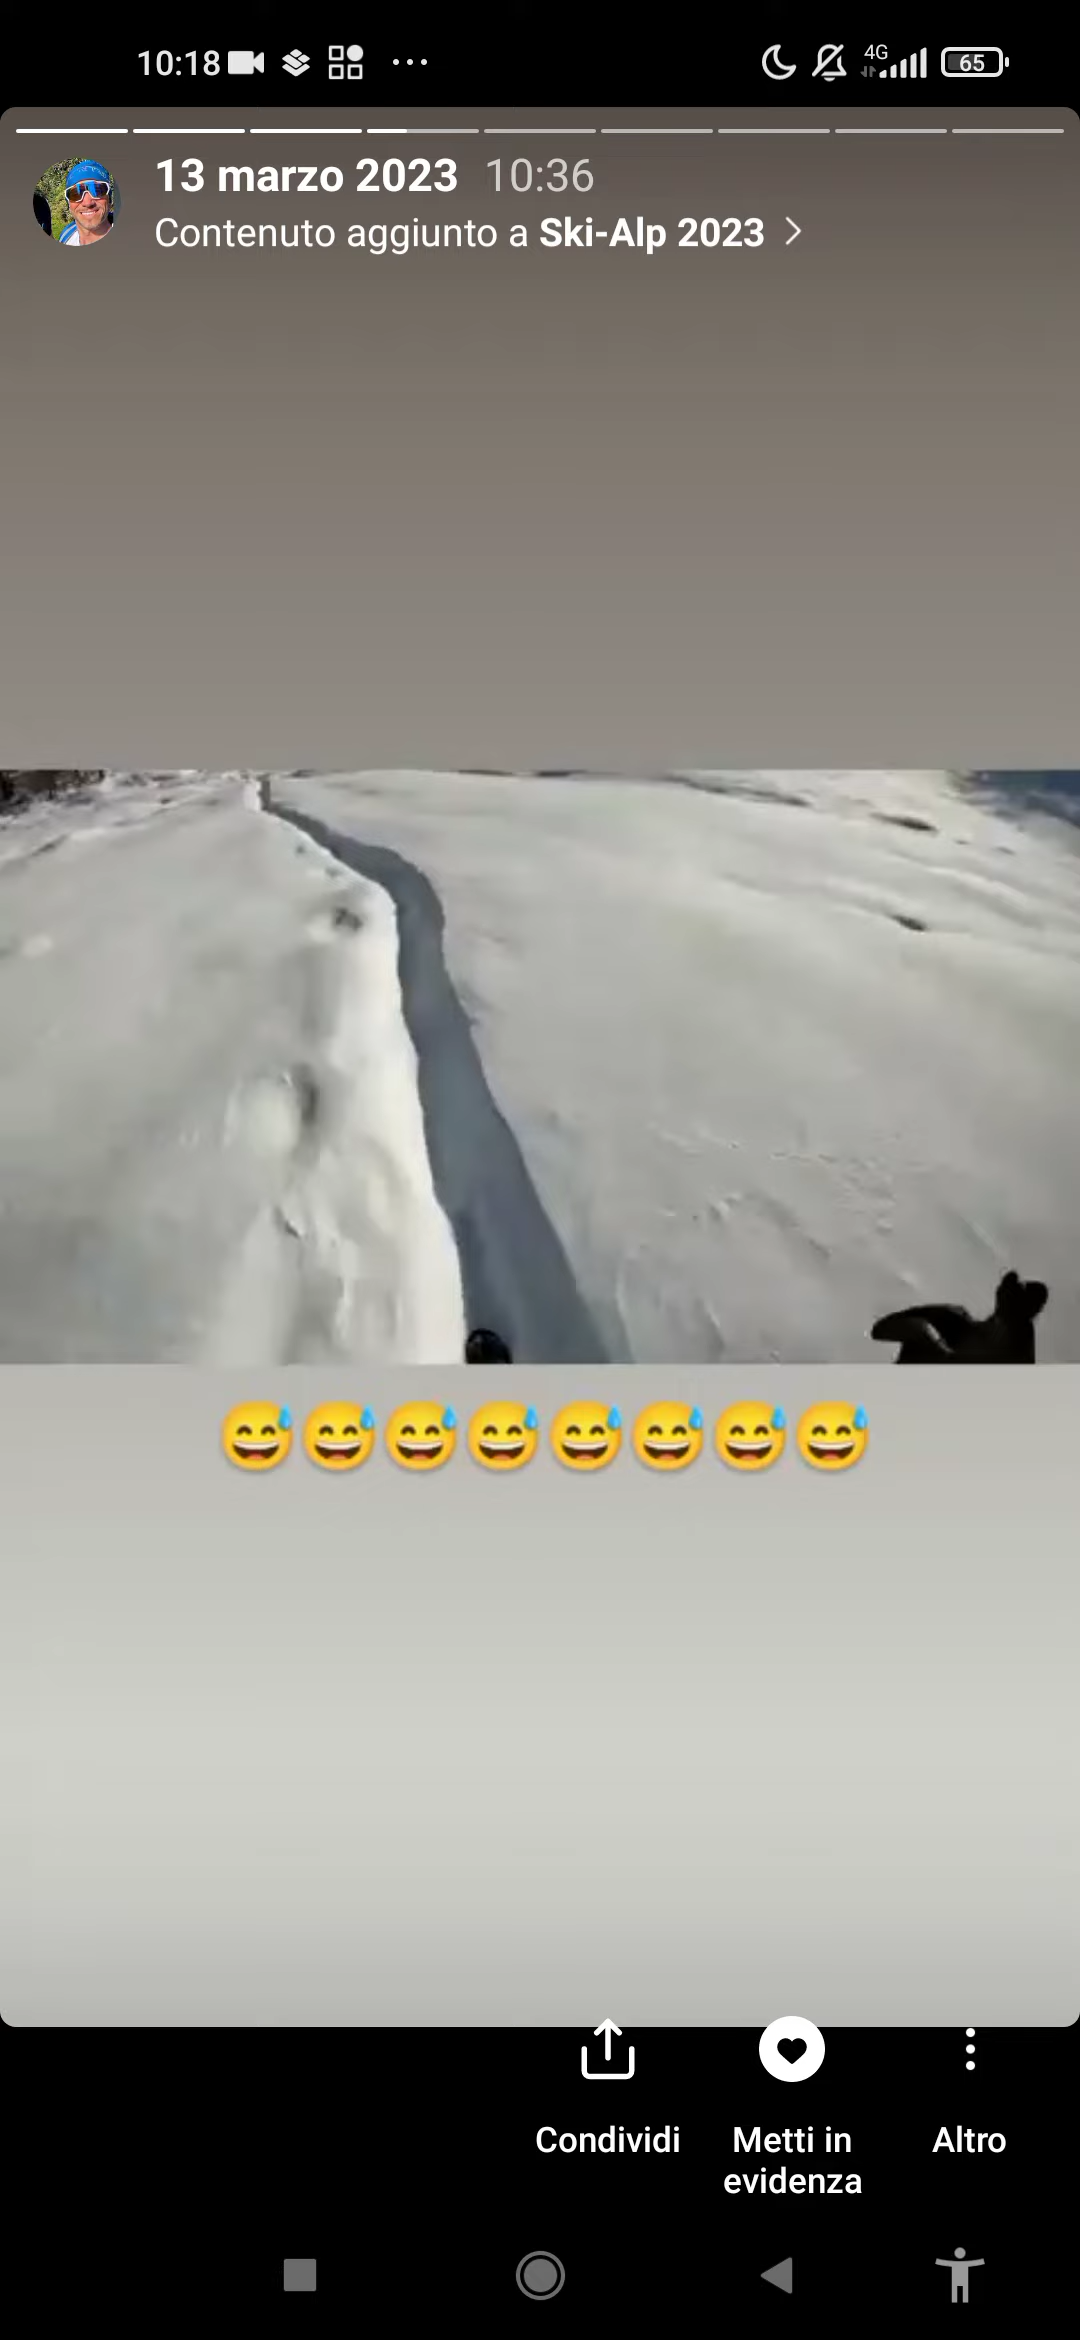 10:18
4G
65
13 marzo 2023 10:36
Contenuto aggiunto a Ski-Alp 2023
😅😅😅😅😅😅😅😅
Condividi
Metti in
evidenza
Altro